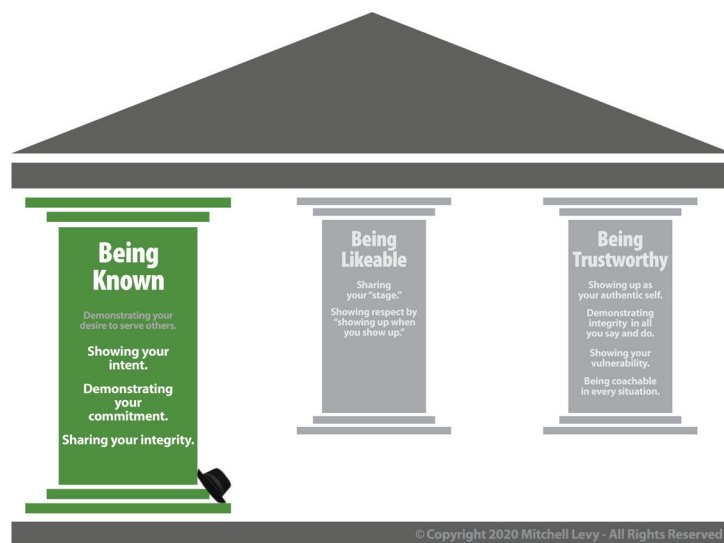 Being
Known
Demonstrating your
desire to serve others.
Showing your
intent.
Demonstrating
your
commitment.
Sharing your integrity.
Being
Likeable
Sharing
your “stage.”
Showing respect by
“showing up when
you show up.”
Being
Trustworthy
Showing up as
your authentic self.
Demonstrating
integrity in all
you say and do.
Showing your
vulnerability.
Being coachable
in every situation.
© Copyright 2020 Mitchell Levy - All Rights Reserved